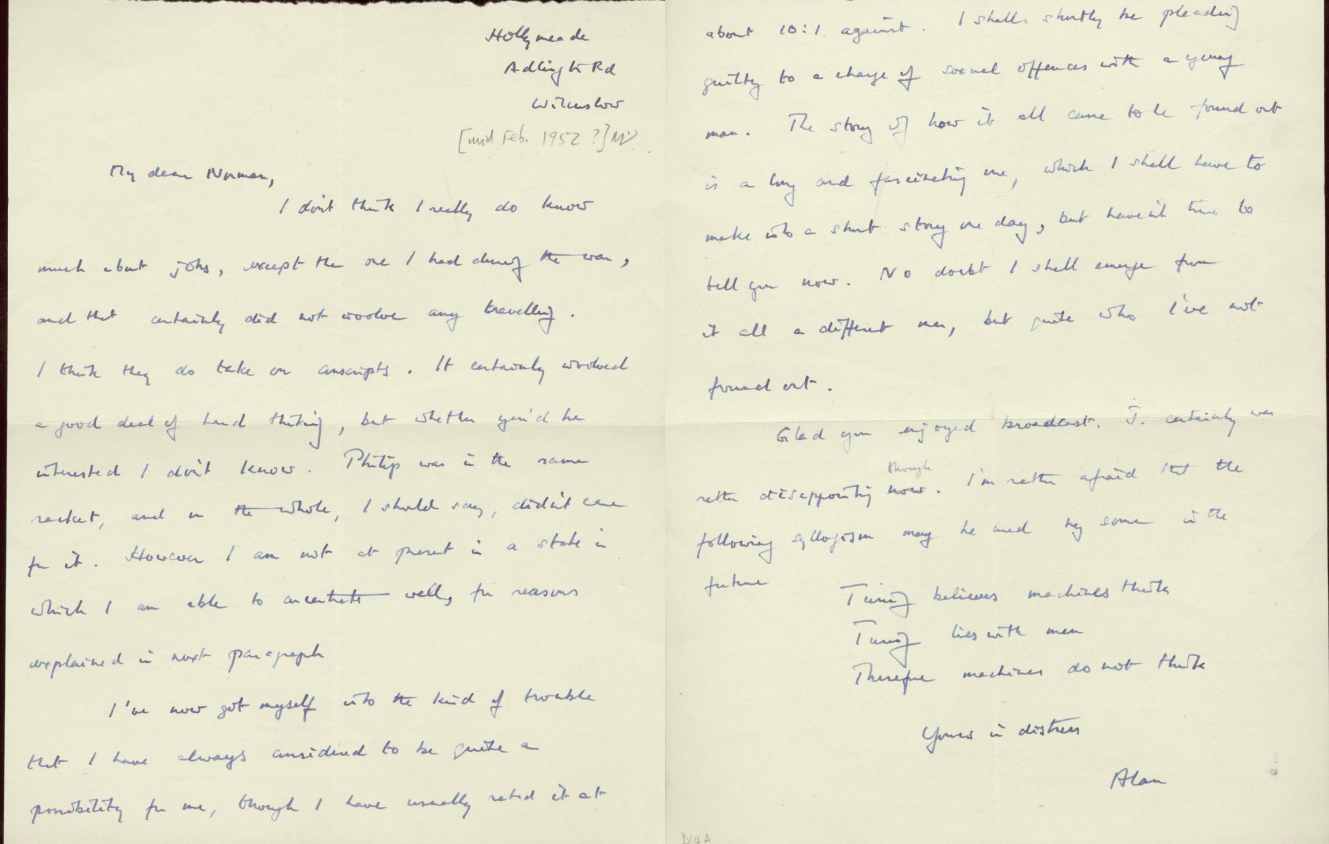 Hollymeade
Adlington Rd
Wilmslow
[mid Feb. 1952 ?]
My dear Norman,
I don't think I really do know
much about jobs, except the one I had during the war,
and that certainly did not involve any travelling.
I think they do take on conscripts. It certainly involved
a good deal of hard thinking, but whether you'd be
interested I don't know. Philip was in the same
racket, and on the whole, I should say, didn't care
for it. However I am not at present in a state in
which I am able to concentrate well, for reasons
explained in next paragraph
I've now got myself into the kind of trouble
that I have always considered to be quite a
possibility for me, though I have usually rated it at
about 10:1 against. I shall shortly be pleading
guilty to a charge of sexual offences with a young
man. The story of how it all came to be found out
is a long and fascinating one, which I shall have to
make into a short story one day, but haven't time to
tell you now. No doubt I shall emerge from
it all a different man, but quite who I've not
found out.
Glad you enjoyed broadcast. J. certainly was
though
rather disappointing now. I'm rather afraid that the
following syllogism may be used by some in the
future
Turing believes machines think
Turing lies with men
Therefore machines do not think
Yours in distress
Alan